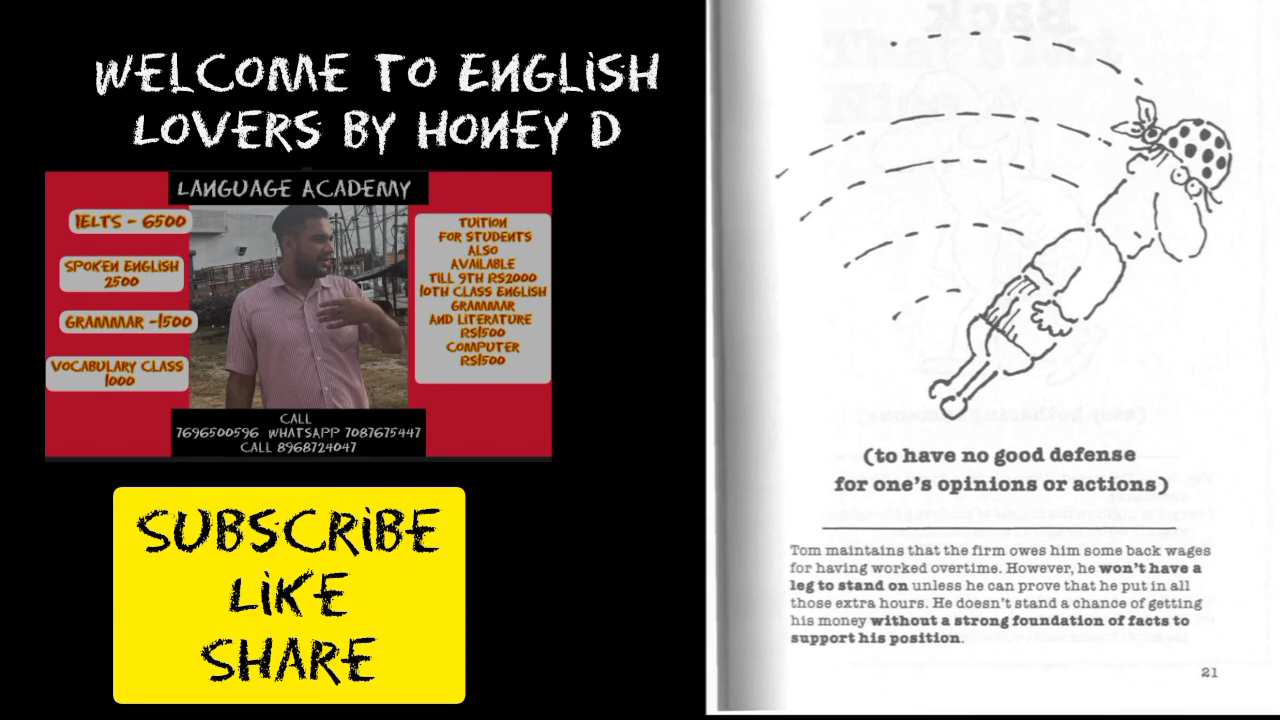 WELCOME TO ENGLISH
LOVERS BY HONEY D
LANGUAGE ACADEMY
IELTS - 6500
SPOKEN ENGLISH
2500
GRAMMAR -1500
VOCABULARY CLASS
1000
TUITION
FOR STUDENTS
ALSO
AVAILABLE
TILL 9TH RS2000
10TH CLASS ENGLISH
GRAMMAR
AND LITERATURE
RS1500
COMPUTER
RS1500
CALL
7696500596 WHATSAPP 7087675447
CALL 8968724047
SUBSCRIBE
LIKE
SHARE
(to have no good defense
for one's opinions or actions)
Tom maintains that the firm owes him some back wages
for having worked overtime. However, he won't have a
leg to stand on unless he can prove that he put in all
those extra hours. He doesn't stand a chance of getting
his money without a strong foundation of facts to
support his position.
21